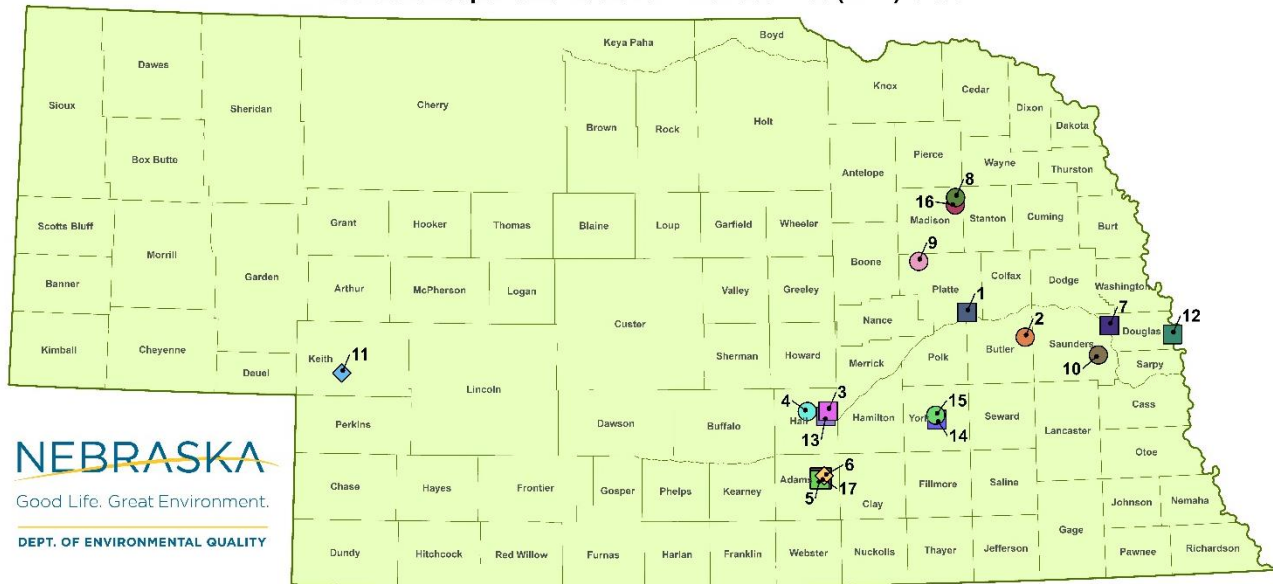 Keya Paha
Boyd
Dawes
Sioux
Sheridan
Cherry
Brown
Rock
Holt
Knox
Cedar
Dixon
Dakota
Box Butte
Antelope
Pierce
Wayne
Thurston
8
16
Scotts Bluff
Morrill
Grant
Hooker
Thomas
Blaine
Loup
Garfield
Wheeler
Madison
Stanton
Cuming
Burt
9
Banner
Garden
Arthur
McPherson
Logan
Valley
Greeley
Boone
Platte
Colfax
Dodge
Washington
1
7
12
Custer
Nance
2
Kimball
Cheyenne
Deuel
Keith
11
Lincoln
Sherman
Howard
Merrick
Polk
Butler
Saunders
Douglas
10
Sarpy
Perkins
Dawson
Buffalo
4
3
Hall
13
Hamilton
15
14
Seward
Lancaster
Cass
Otoe
Chase
Hayes
Frontier
Gosper
Phelps
Kearney
Adams
6
5
17
Clay
Fillmore
Saline
Gage
Johnson
Nemaha
Dundy
Hitchcock
Red Willow
Furnas
Harlan
Franklin
Webster
Nuckolls
Thayer
Jefferson
Pawnee
Richardson
NEBRASKA
Good Life. Great Environment.
DEPT. OF ENVIRONMENTAL QUALITY